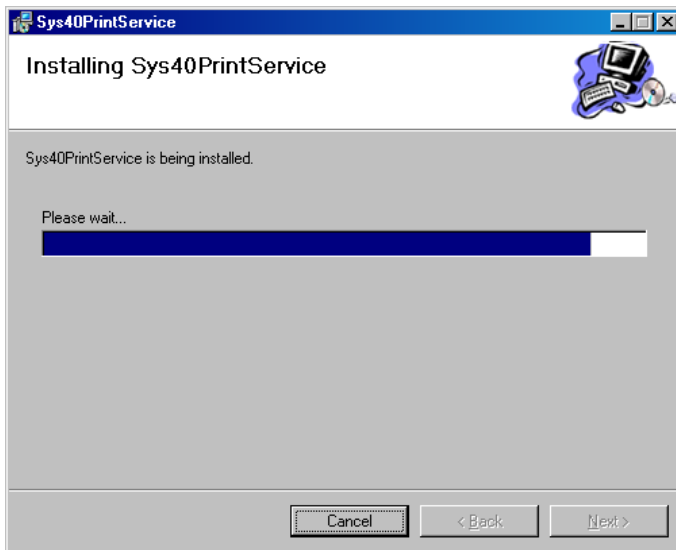 Sys40PrintService
Installing Sys40PrintService
Sys40PrintService is being installed.
Please wait...
Cancel
< Back
Next >